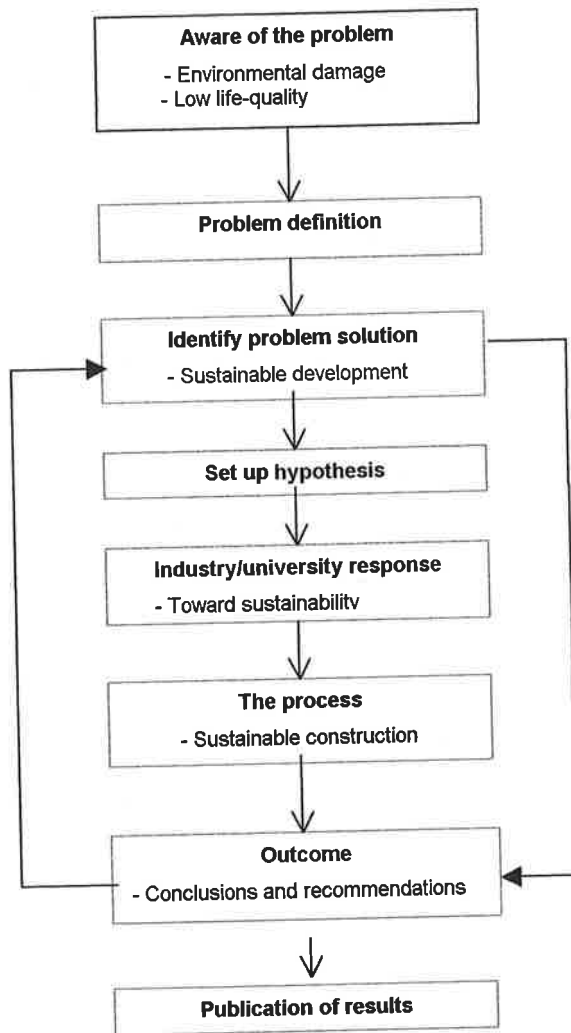 Aware of the problem
- Environmental damage
- Low life-quality
Problem definition
Identify problem solution
- Sustainable development
Set up hypothesis
Industry/university response
- Toward sustainability
The process
- Sustainable construction
Outcome
- Conclusions and recommendations
Publication of results